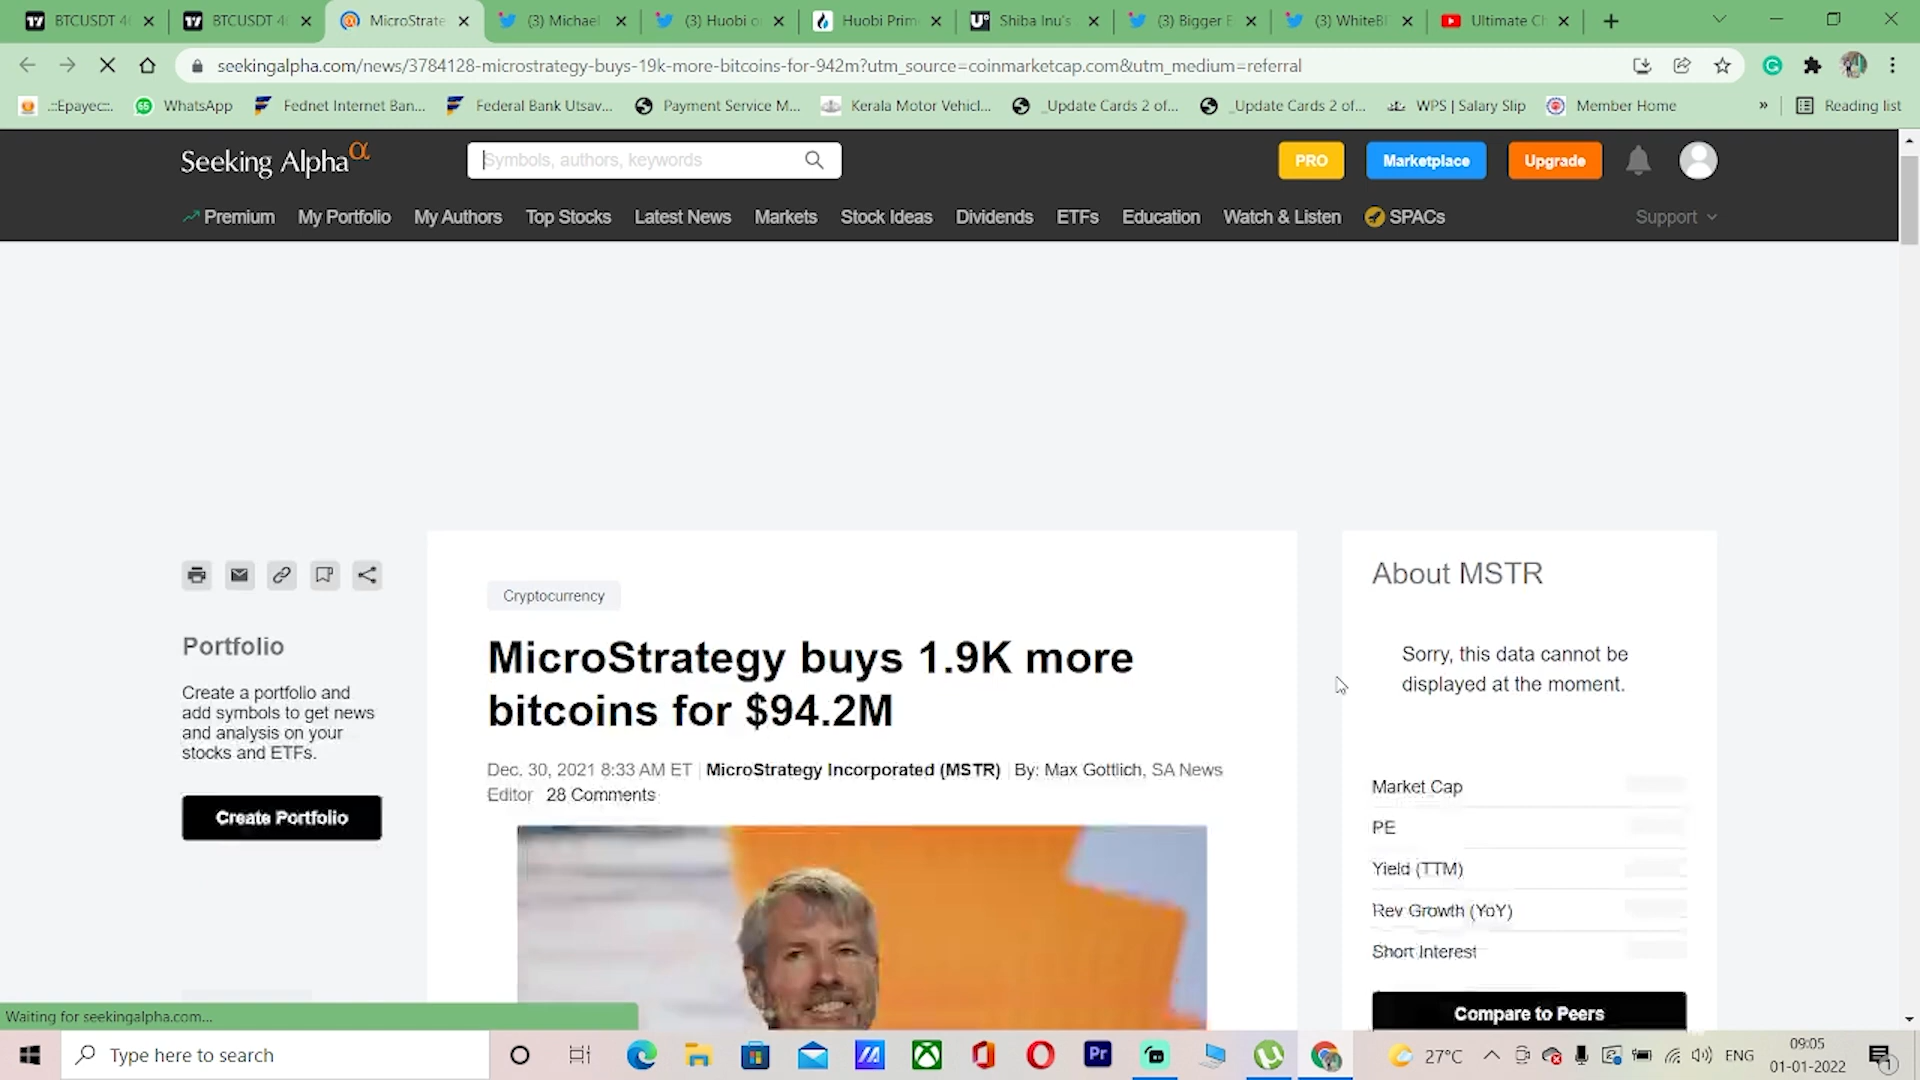 BTCUSDT 4
BTCUSDT 4
MicroStrate
(3) Michael
(3) Huobi o
Huobi Prim
Shiba Inu's
(3) Bigger
(3) WhiteBI
Ultimate C
seekingalpha.com/news/3784128-microstrategy-buys-19k-more-bitcoins-for-942m?utm_source=coinmarketcap.com&utm_medium=referral
.::Epayec::.
65 WhatsApp
Fednet Internet Ban...
Federal Bank Utsav...
Payment Service M...
Kerala Motor Vehicl...
_Update Cards 2 of...
_Update Cards 2 of...
WPS | Salary Slip
Member Home
»
Reading list
Seeking Alpha α
Symbols, authors, keywords
PRO
Marketplace
Upgrade
Premium My Portfolio My Authors Top Stocks Latest News Markets Stock Ideas Dividends ETFs Education Watch & Listen SPACs Support
Cryptocurrency
MicroStrategy buys 1.9K more
bitcoins for $94.2M
Dec. 30, 2021 8:33 AM ET | MicroStrategy Incorporated (MSTR) | By: Max Gottlich, SA News
Editor 28 Comments
Portfolio
Create a portfolio and
add symbols to get news
and analysis on your
stocks and ETFs.
Create Portfolio
About MSTR
Sorry, this data cannot be
displayed at the moment.
Market Cap
PE
Yield (TTM)
Rev Growth (YoY)
Short Interest
Compare to Peers
Waiting for seekingalpha.com...
Type here to search
Pr
27°C
ENG
09:05
01-01-2022
1